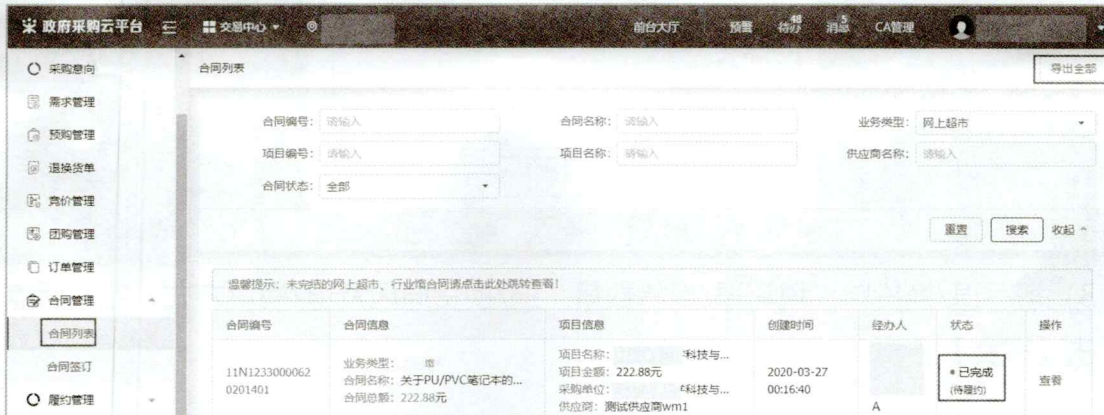 政府采购云平台 交易中心 前台大厅 预警 48 待办 5 消息 CA管理
采购意向
需求管理
预购管理
退换货单
竞价管理
团购管理
订单管理
合同管理
合同列表
合同签订
履约管理
合同列表 导出全部
合同编号: 请输入 合同名称: 请输入 业务类型: 网上超市
项目编号: 请输入 项目名称: 请输入 供应商名称: 请输入
合同状态: 全部
重置 搜索 收起
温馨提示: 未完结的网上超市、行业馆合同请点击此处跳转查看!
合同编号 合同信息 项目信息 创建时间 经办人 状态 操作
11N1233000062
0201401
业务类型:
合同名称: 关于PU/PVC笔记本的...
合同总额: 222.88元
项目名称: 科技与...
项目金额: 222.88元
采购单位: 科技与...
供应商: 测试供应商wm1
2020-03-27
00:16:40
A
已完成
(待履约)
查看